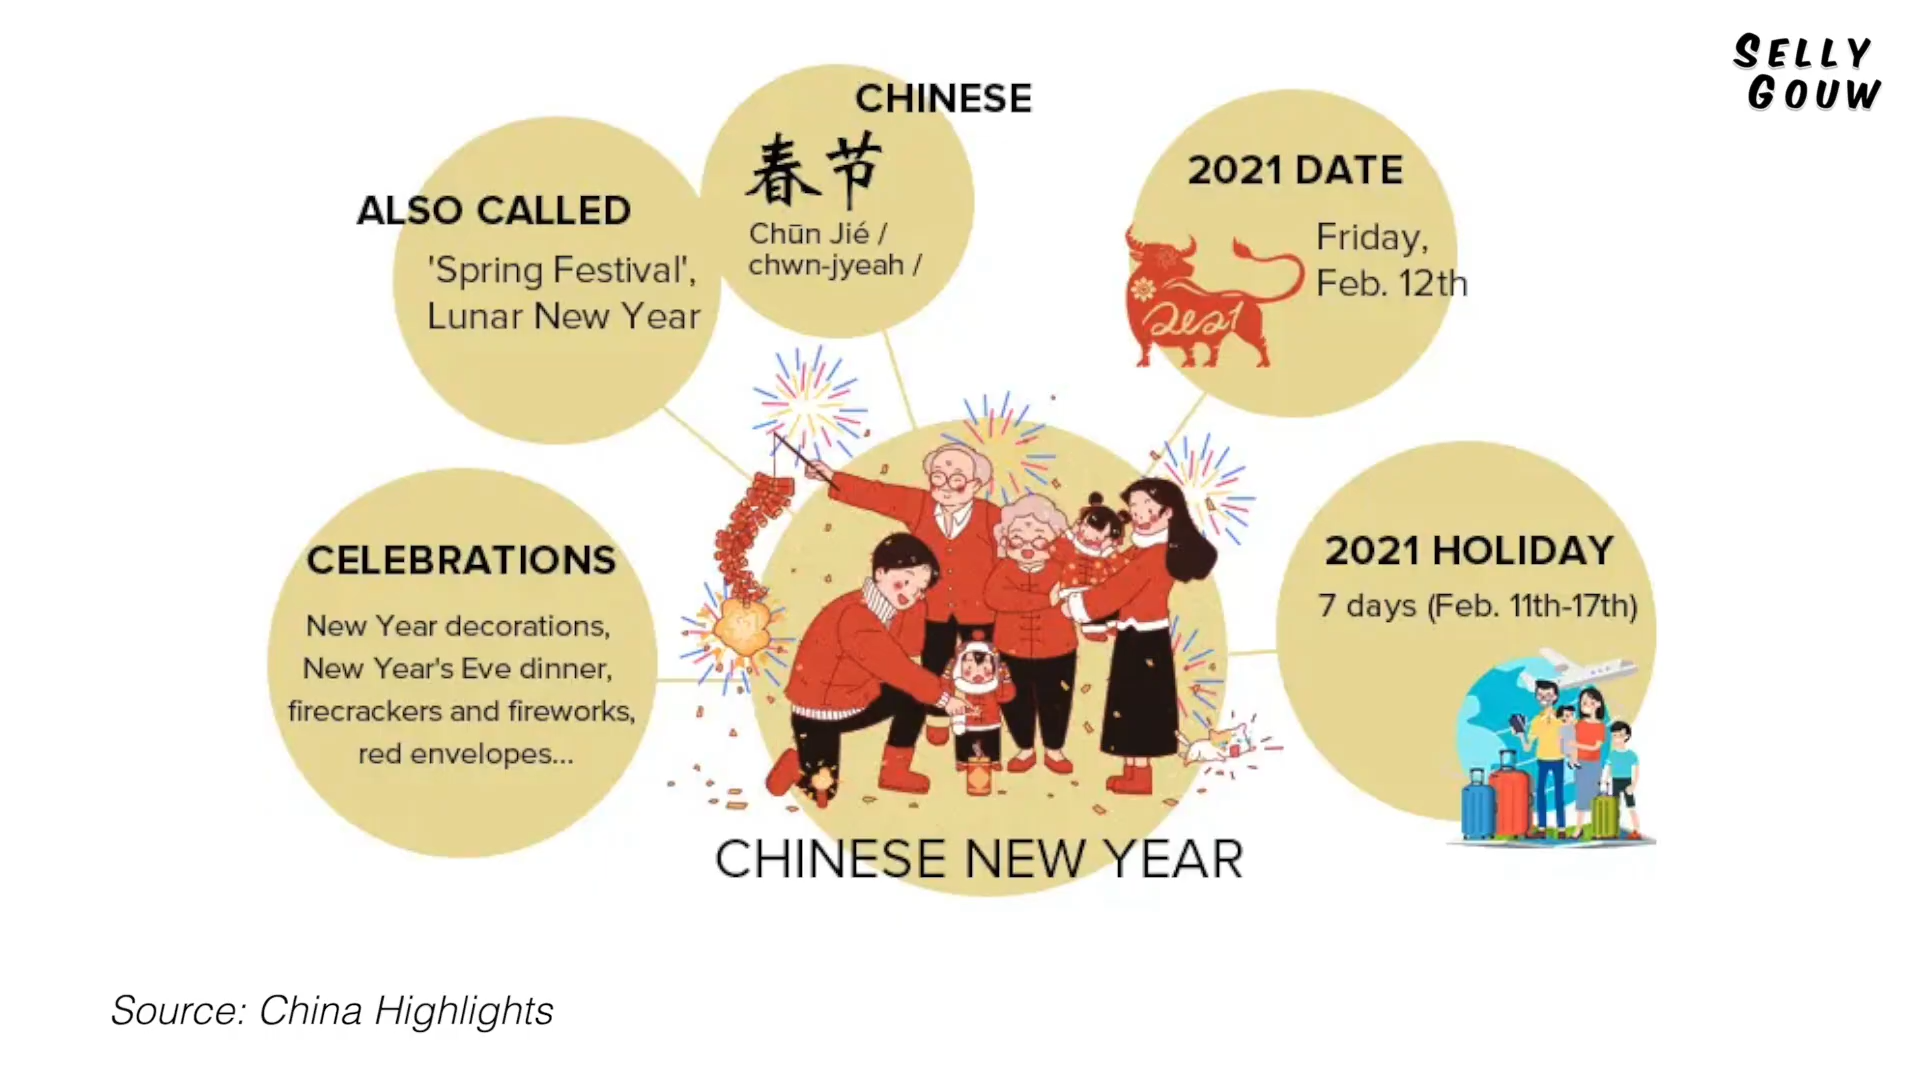 SELLY
GOUW
CHINESE
春节
Chūn Jié /
chwn-jyeah /
ALSO CALLED
'Spring Festival',
Lunar New Year
2021 DATE
Friday,
Feb. 12th
2021
CELEBRATIONS
New Year decorations,
New Year's Eve dinner,
firecrackers and fireworks,
red envelopes...
2021 HOLIDAY
7 days (Feb. 11th-17th)
CHINESE NEW YEAR
Source: China Highlights